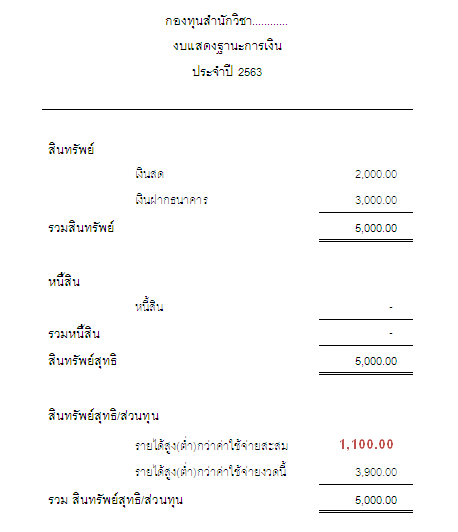 กองทุนสำนักวิชา............
งบแสดงฐานะการเงิน
ประจำปี 2563
สินทรัพย์
เงินสด 2,000.00
เงินฝากธนาคาร 3,000.00
รวมสินทรัพย์ 5,000.00
หนี้สิน
หนี้สิน -
รวมหนี้สิน -
สินทรัพย์สุทธิ 5,000.00
สินทรัพย์สุทธิ/ส่วนทุน
รายได้สูง(ต่ำ)กว่าค่าใช้จ่ายสะสม 1,100.00
รายได้สูง(ต่ำ)กว่าค่าใช้จ่ายงวดนี้ 3,900.00
รวม สินทรัพย์สุทธิ/ส่วนทุน 5,000.00